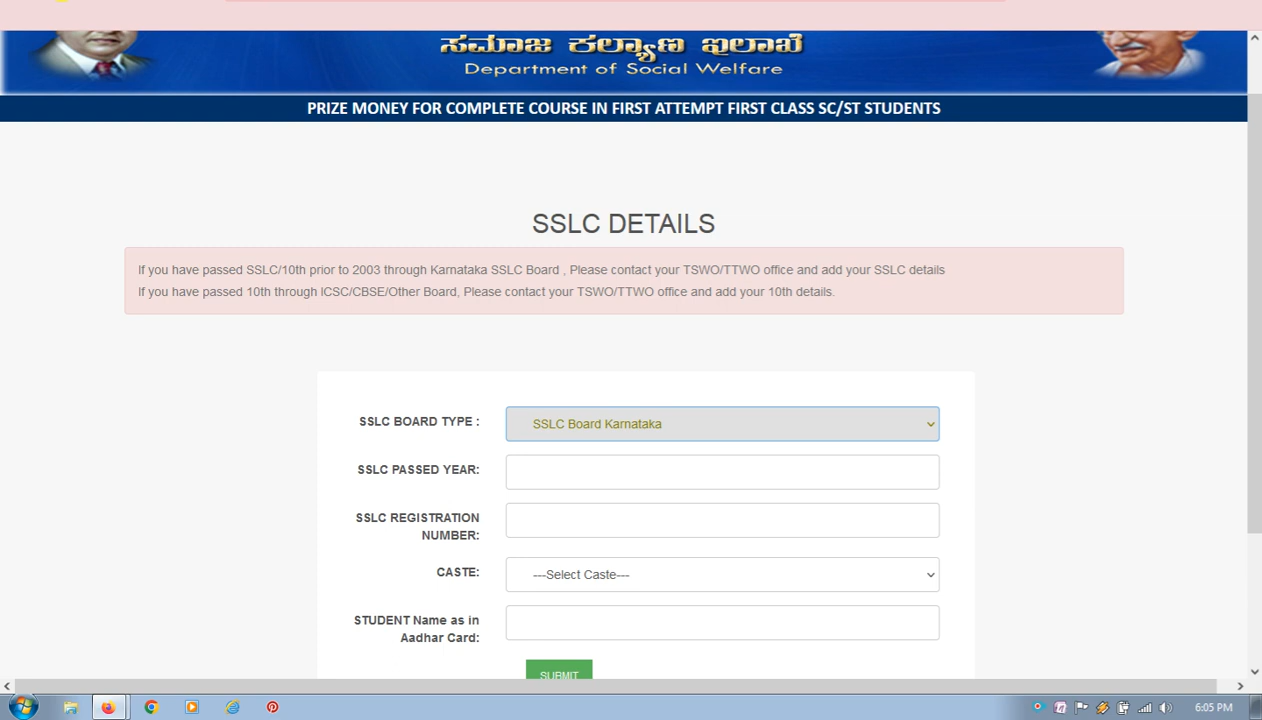 ಸಮಾಜ ಕಲ್ಯಾಣ ಇಲಾಖೆ
Department of Social Welfare
PRIZE MONEY FOR COMPLETE COURSE IN FIRST ATTEMPT FIRST CLASS SC/ST STUDENTS
SSLC DETAILS
If you have passed SSLC/10th prior to 2003 through Karnataka SSLC Board , Please contact your TSWO/TTWO office and add your SSLC details
If you have passed 10th through ICSC/CBSE/Other Board, Please contact your TSWO/TTWO office and add your 10th details.
SSLC BOARD TYPE : SSLC Board Karnataka
SSLC PASSED YEAR:
SSLC REGISTRATION
NUMBER:
CASTE: ---Select Caste---
STUDENT Name as in
Aadhar Card:
SUBMIT
6:05 PM